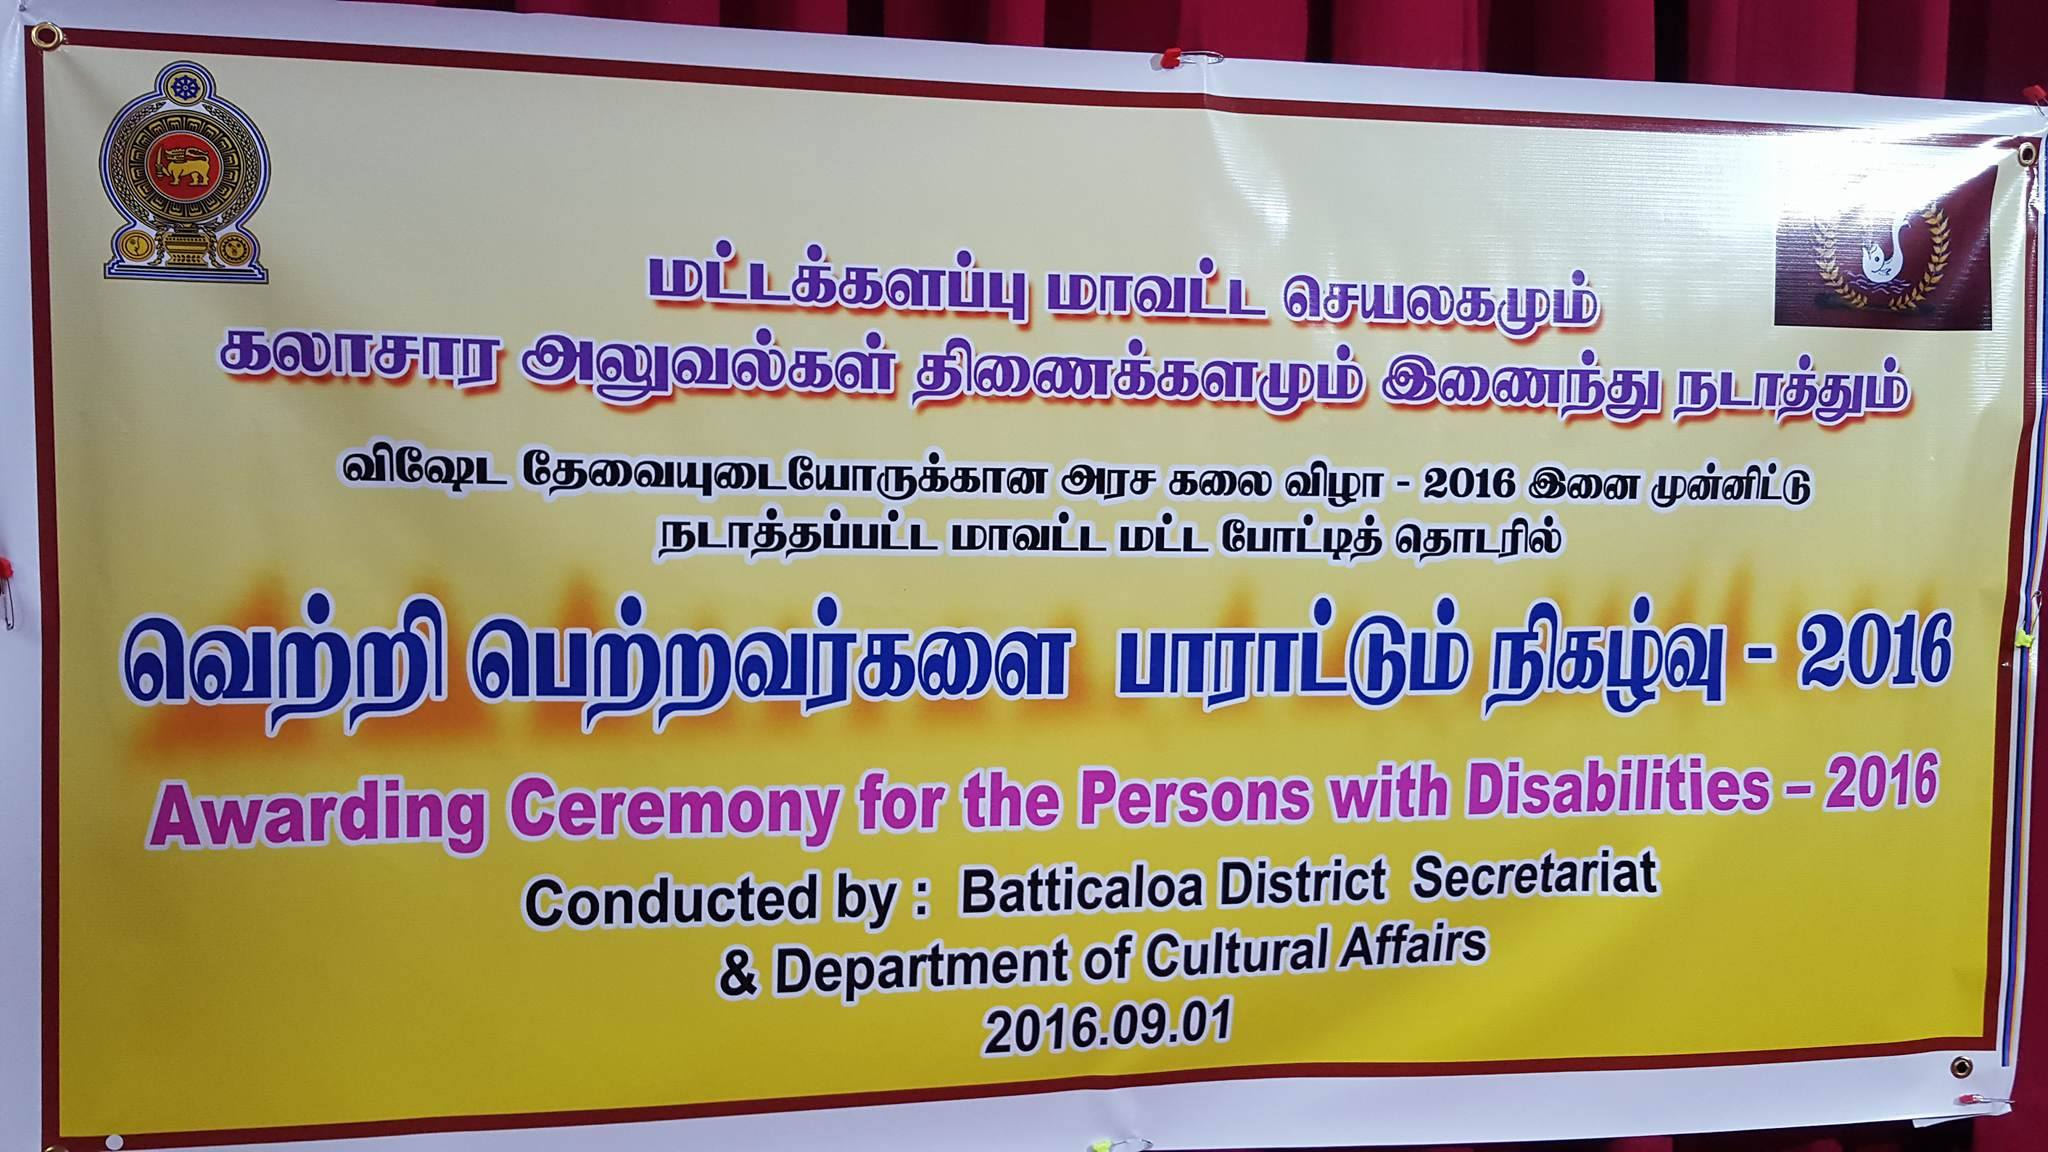 மட்டக்களப்பு மாவட்ட செயலகமும்
கலாசார அலுவல்கள் திணைக்களமும் இணைந்து நடாத்தும்
விஷேட தேவையுடையோருக்கான அரச கலை விழா - 2016 இனை முன்னிட்டு
நடாத்தப்பட்ட மாவட்ட மட்ட போட்டித் தொடரில்
வெற்றி பெற்றவர்களை பாராட்டும் நிகழ்வு - 2016
Awarding Ceremony for the Persons with Disabilities – 2016
Conducted by : Batticaloa District Secretariat
& Department of Cultural Affairs
2016.09.01